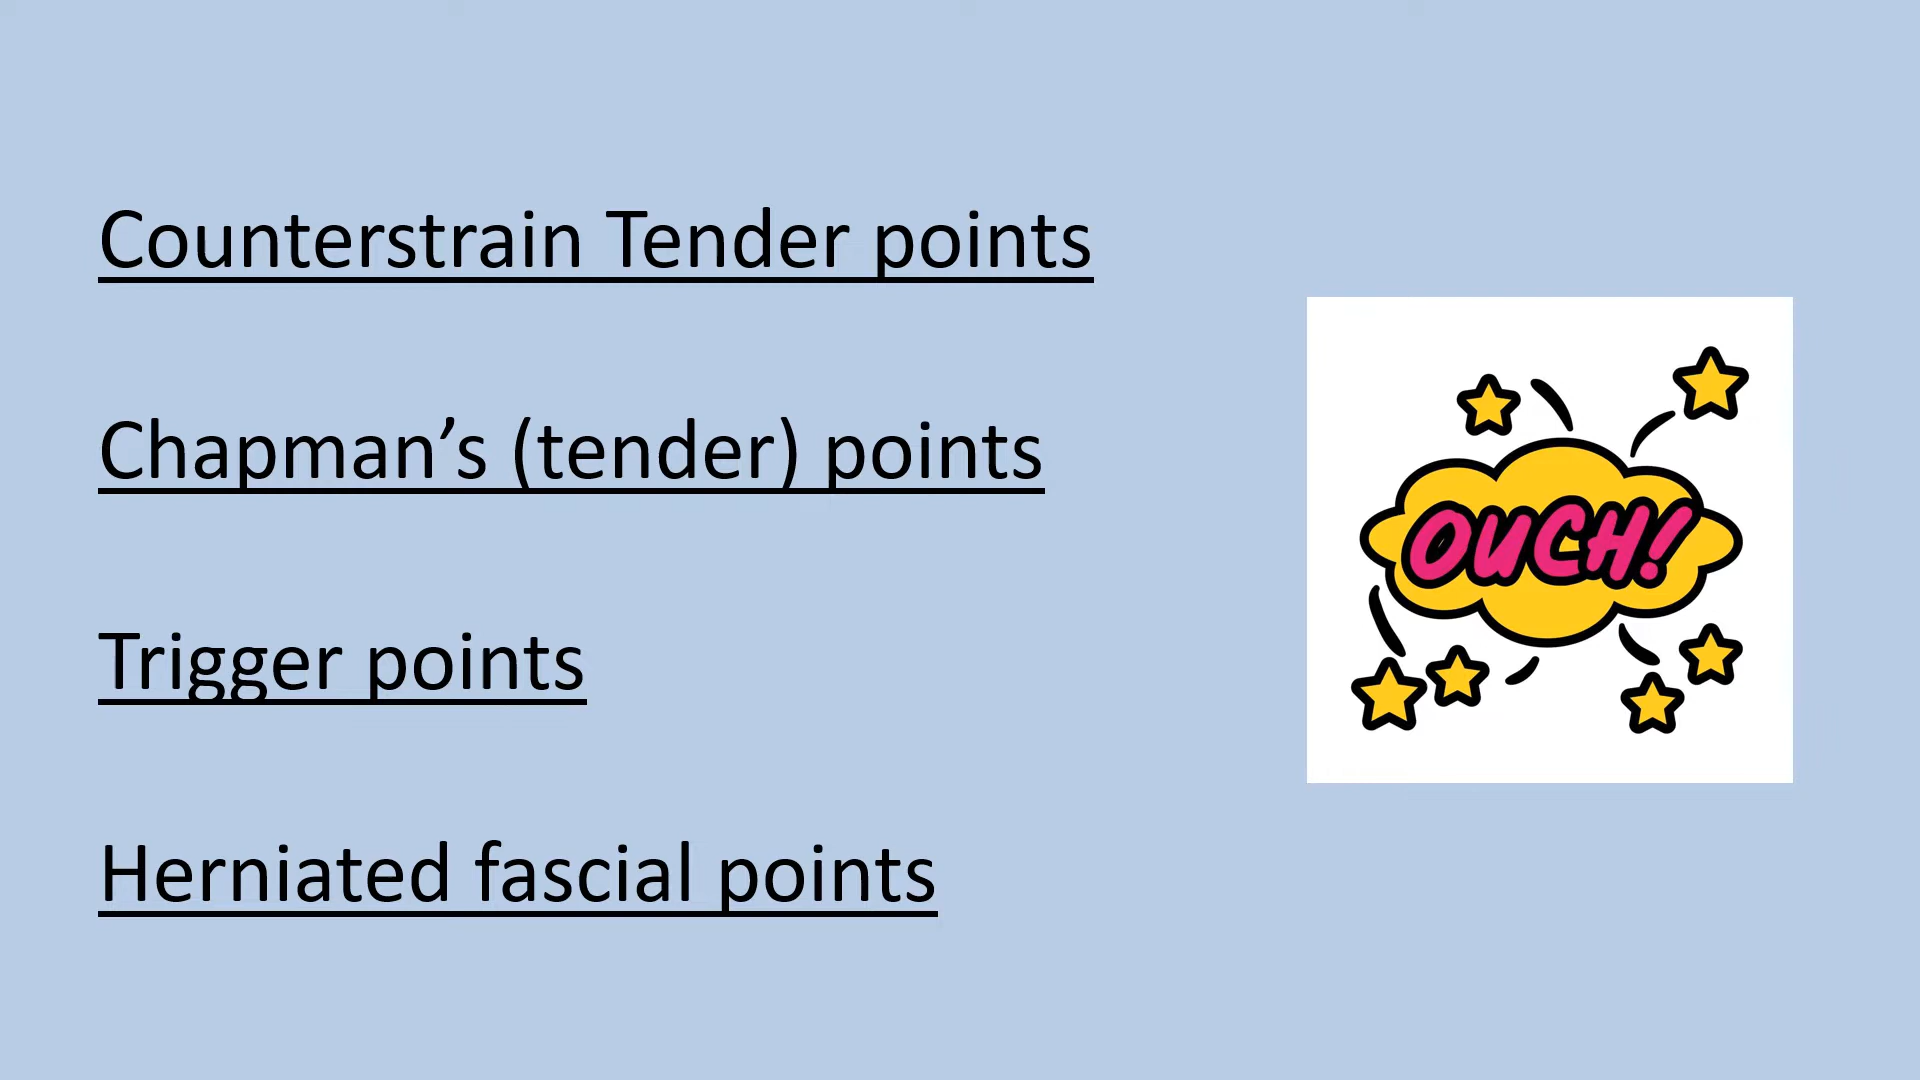 Counterstrain Tender points
Chapman’s (tender) points
Trigger points
Herniated fascial points
OUCH!